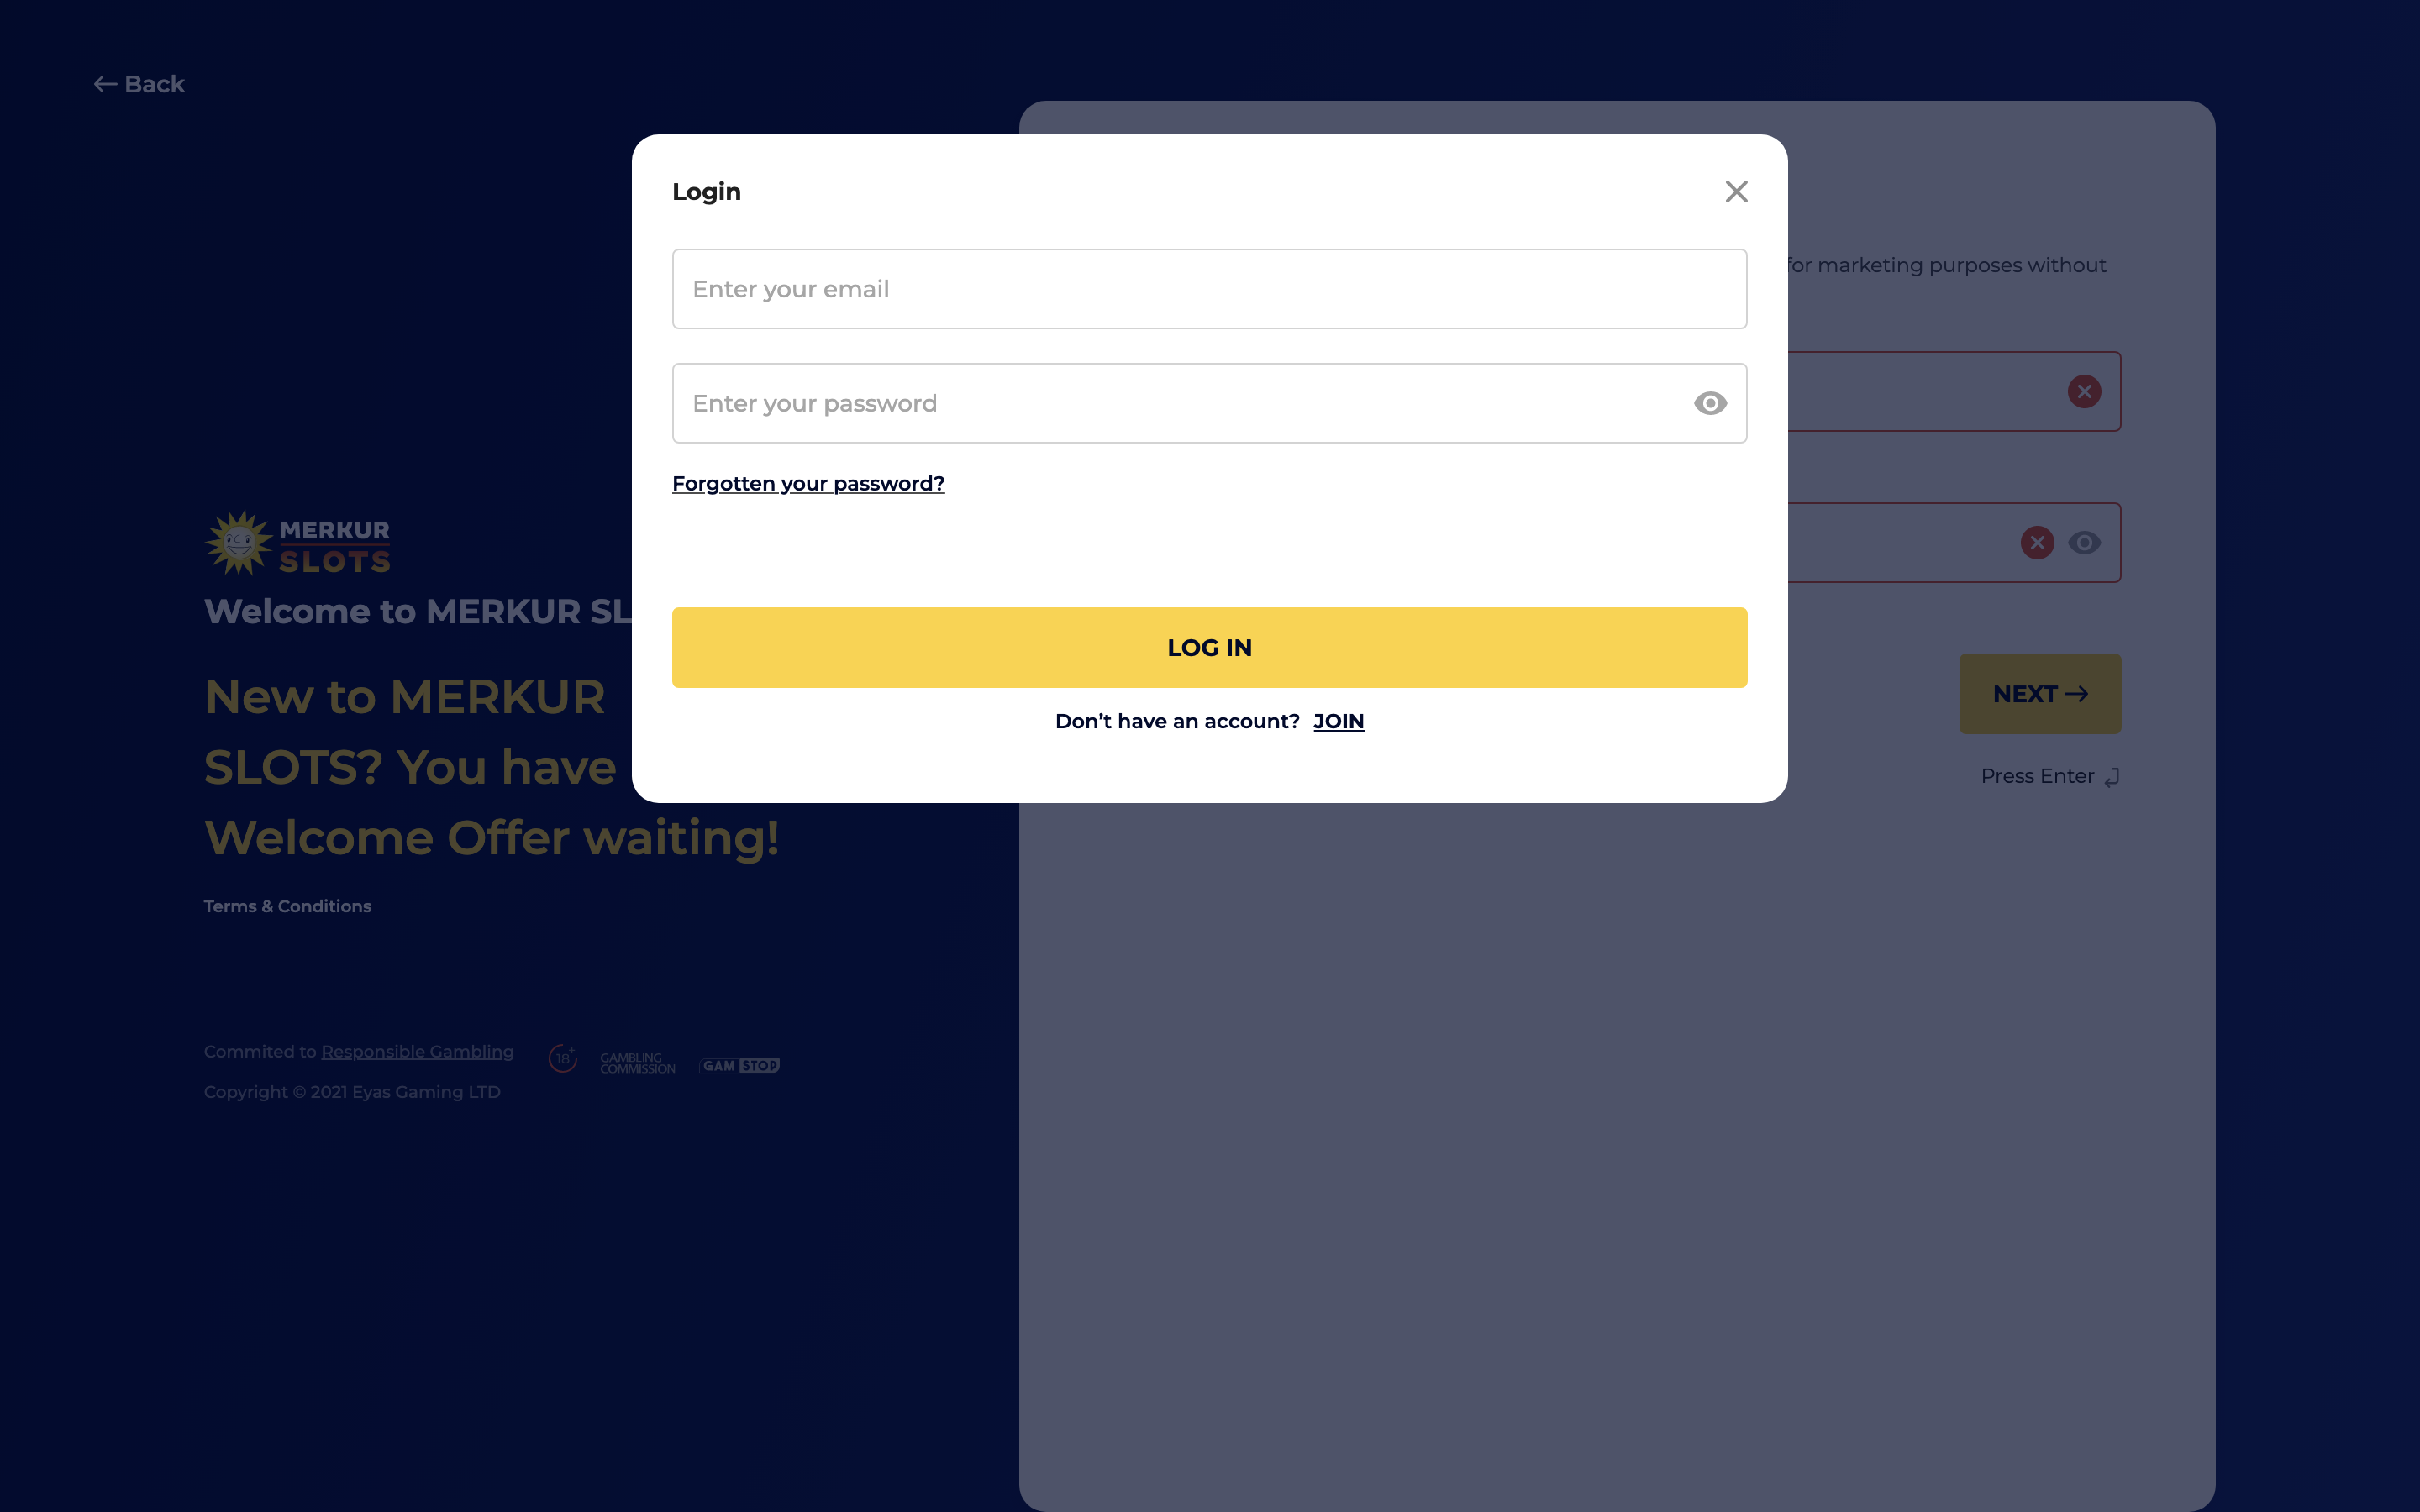 Back
Login
Enter your email
Enter your password
Forgotten your password?
LOG IN
Don’t have an account? JOIN
for marketing purposes without
NEXT
Press Enter
MERKUR
SLOTS
Welcome to MERKUR SL
New to MERKUR
SLOTS? You have
Welcome Offer waiting!
Terms & Conditions
Commited to Responsible Gambling
18+
GAMBLING
COMMISSION
GAMSTOP
Copyright © 2021 Eyas Gaming LTD